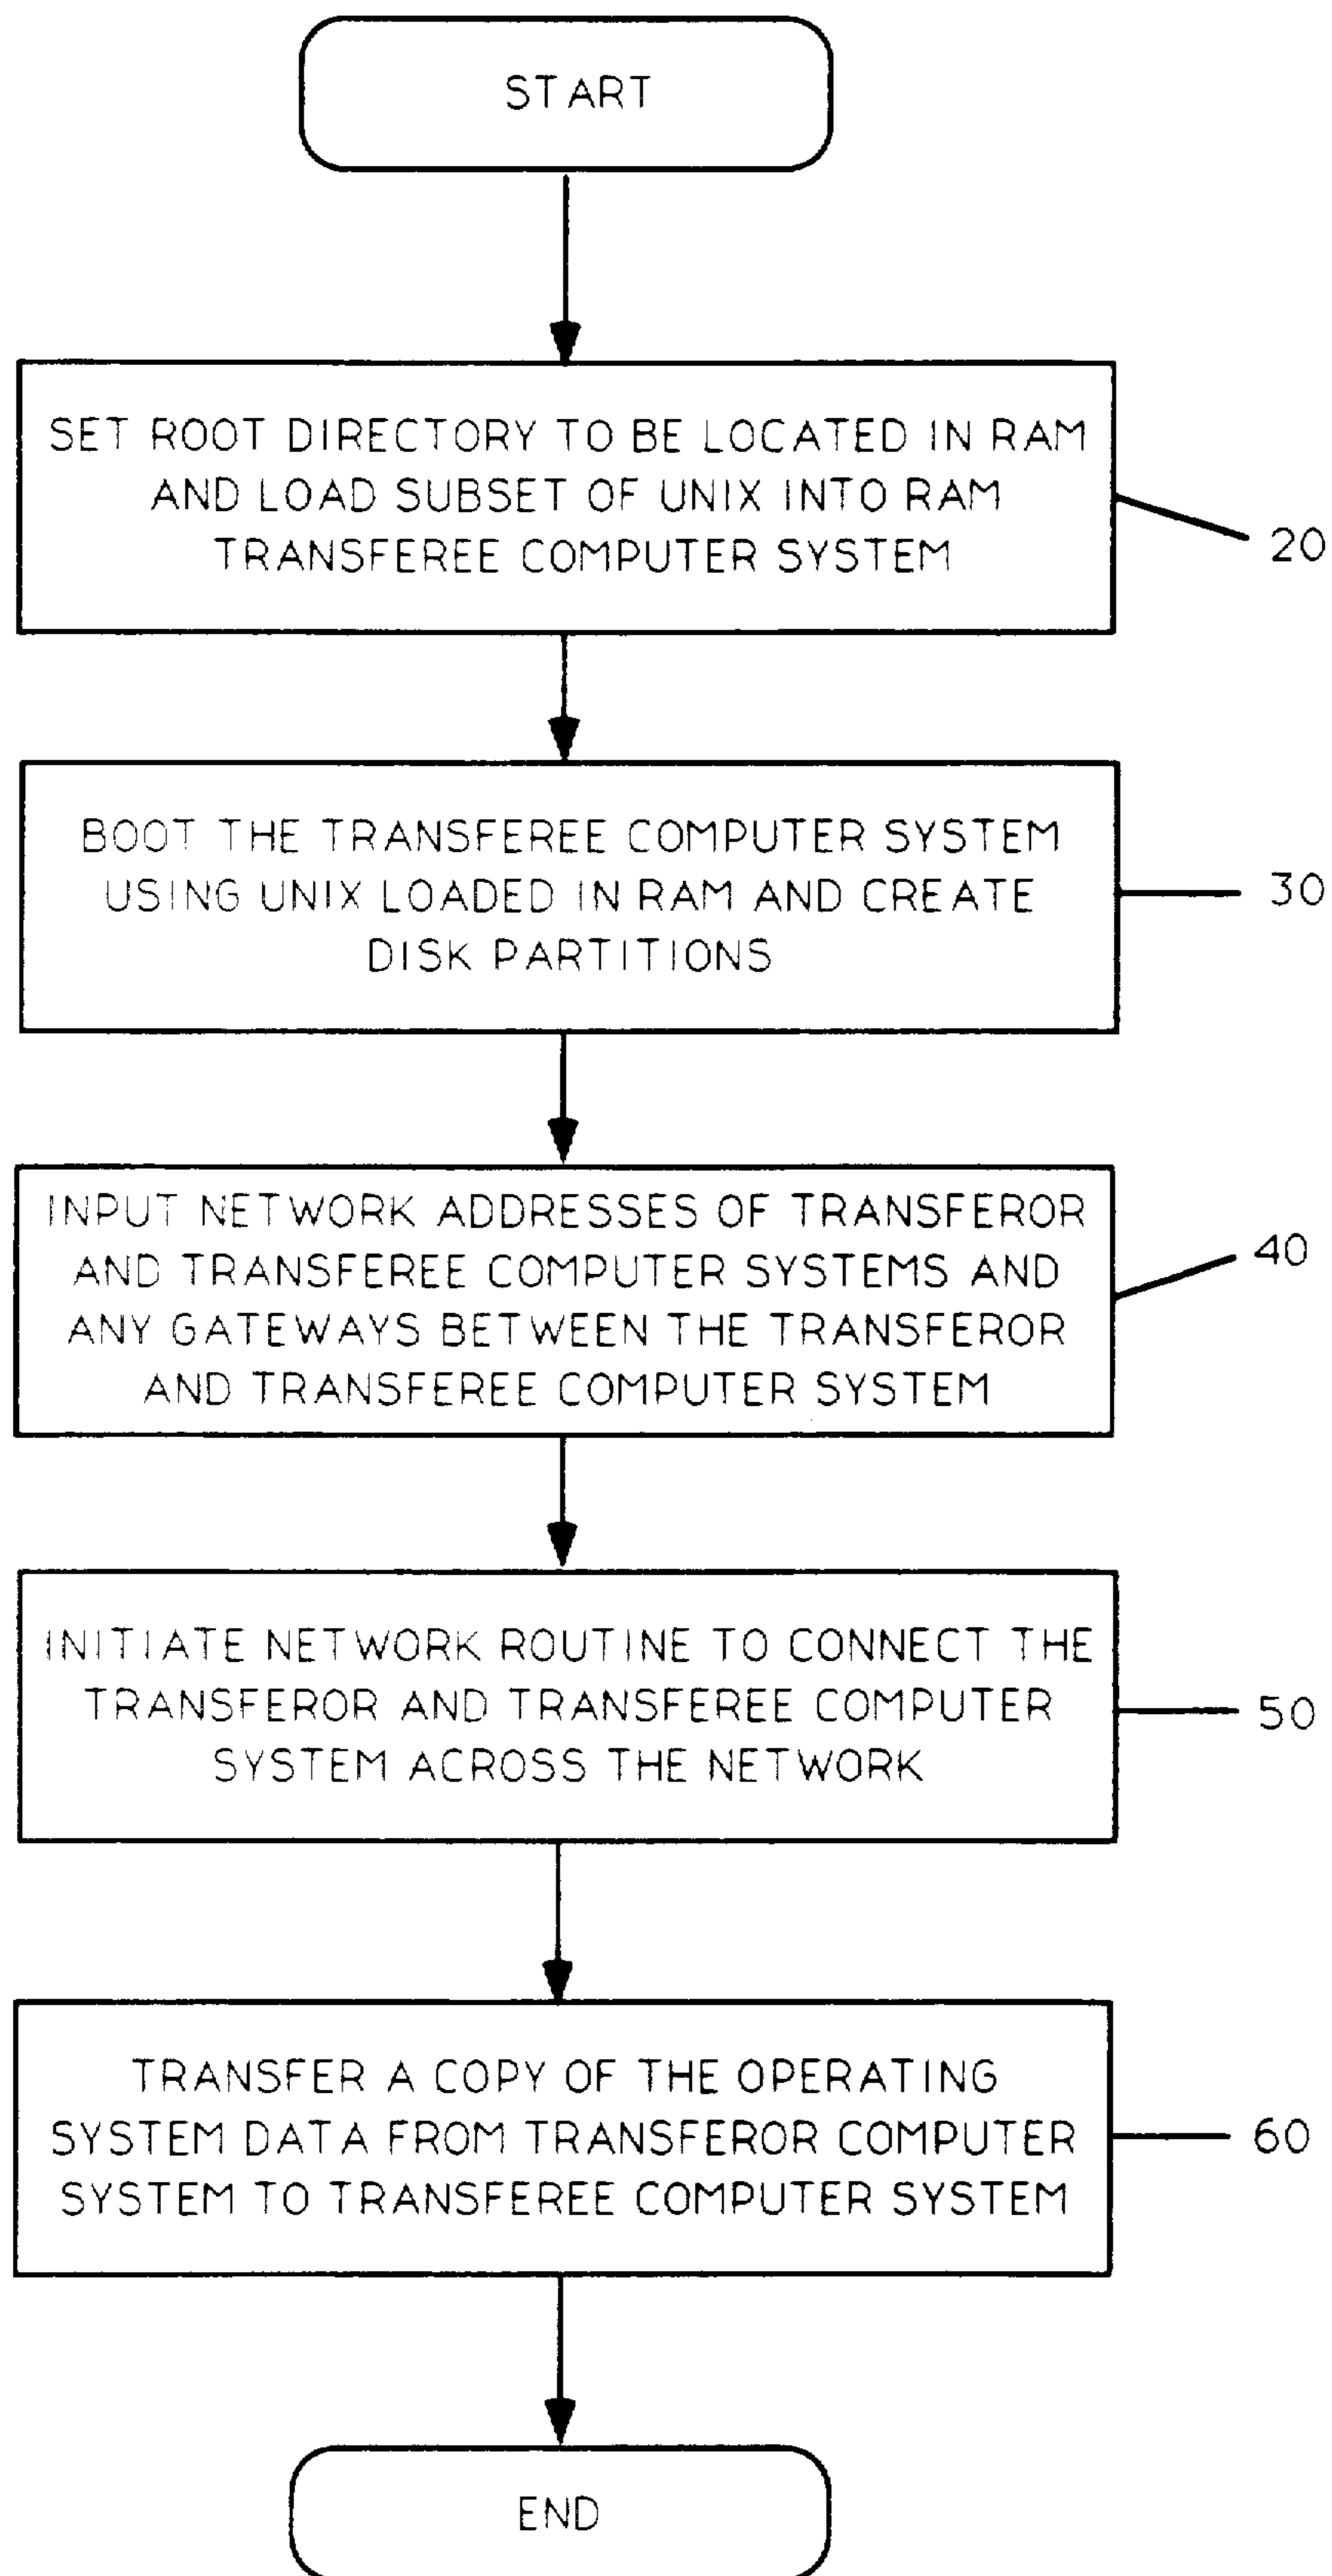 START
SET ROOT DIRECTORY TO BE LOCATED IN RAM
AND LOAD SUBSET OF UNIX INTO RAM
TRANSFEREE COMPUTER SYSTEM
20
BOOT THE TRANSFEREE COMPUTER SYSTEM
USING UNIX LOADED IN RAM AND CREATE
DISK PARTITIONS
30
INPUT NETWORK ADDRESSES OF TRANSFEROR
AND TRANSFEREE COMPUTER SYSTEMS AND
ANY GATEWAYS BETWEEN THE TRANSFEROR
AND TRANSFEREE COMPUTER SYSTEM
40
INITIATE NETWORK ROUTINE TO CONNECT THE
TRANSFEROR AND TRANSFEREE COMPUTER
SYSTEM ACROSS THE NETWORK
50
TRANSFER A COPY OF THE OPERATING
SYSTEM DATA FROM TRANSFEROR COMPUTER
SYSTEM TO TRANSFEREE COMPUTER SYSTEM
60
END